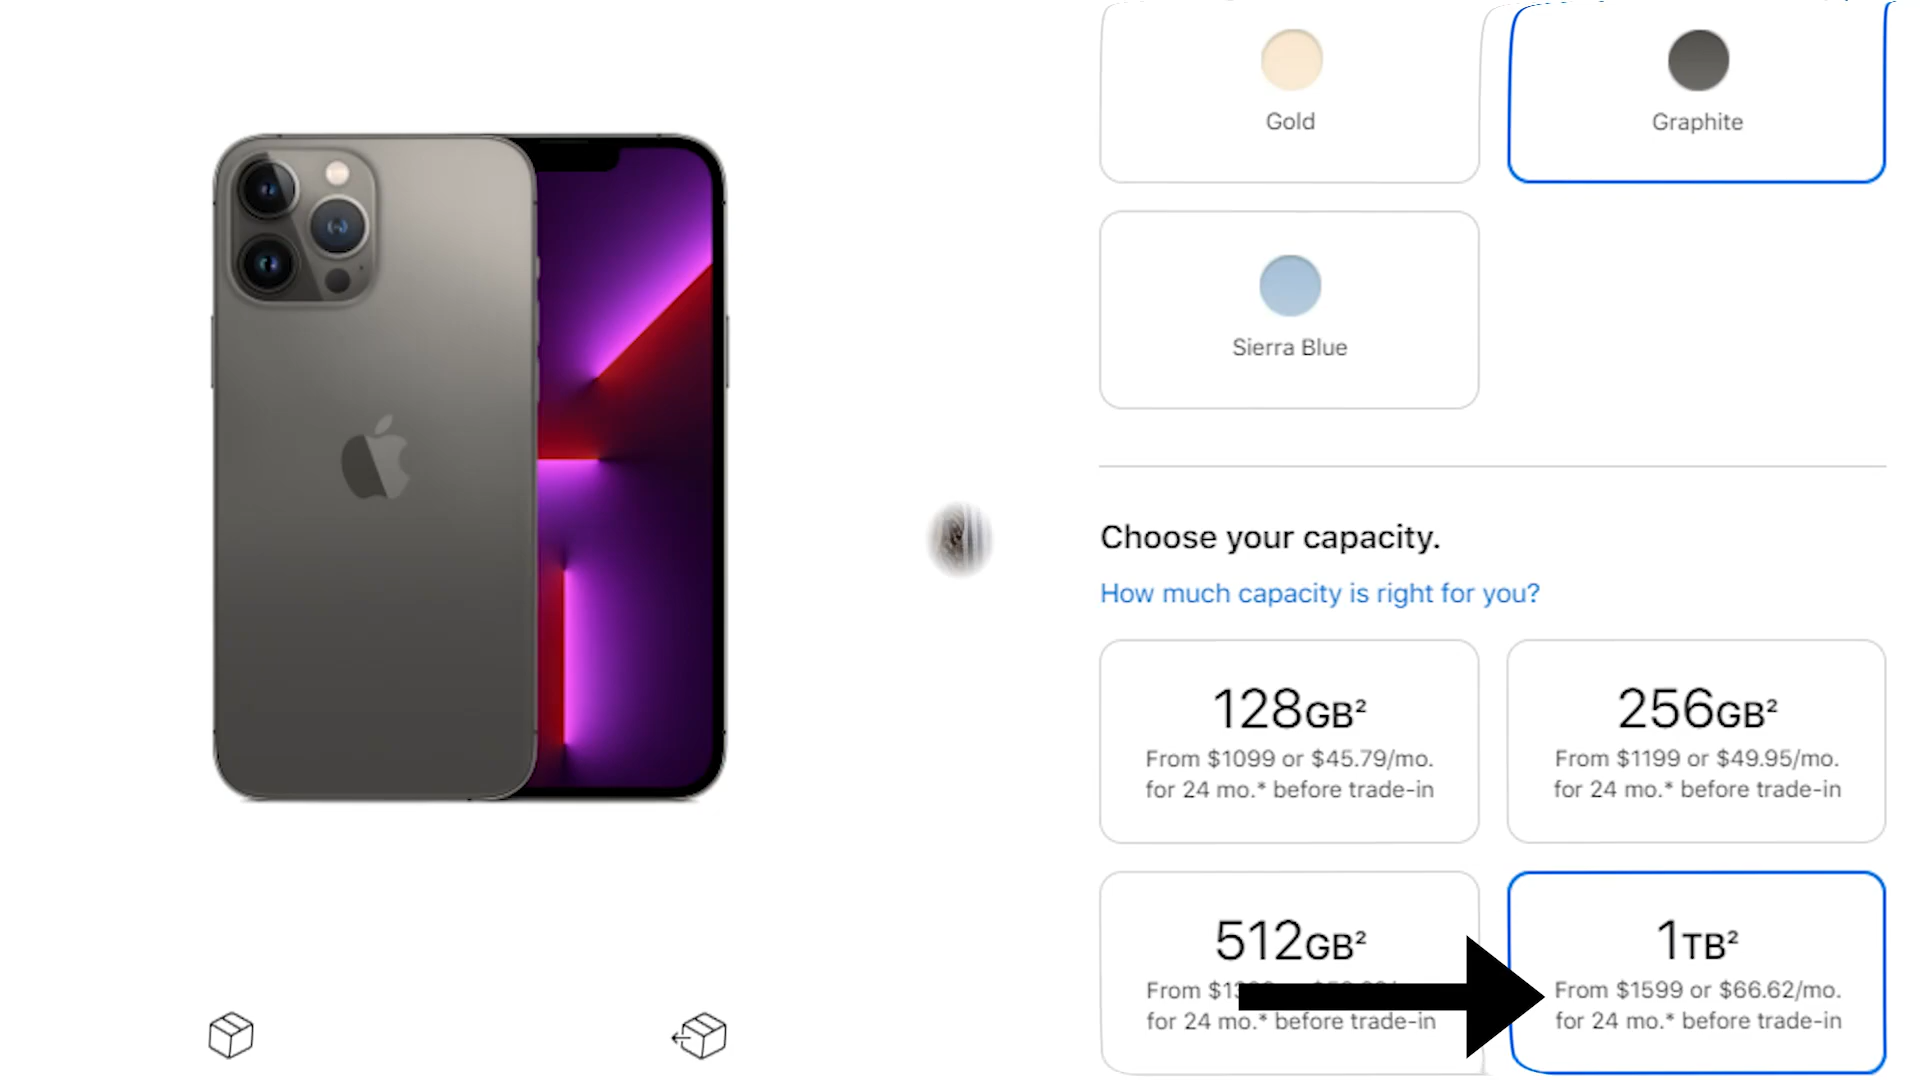 Gold
Graphite
Sierra Blue
Choose your capacity.
How much capacity is right for you?
128GB²
From $1099 or $45.79/mo.
for 24 mo.* before trade-in
256GB²
From $1199 or $49.95/mo.
for 24 mo.* before trade-in
512GB²
From
for 24 mo.* before trade-in
1TB²
From $1599 or $66.62/mo.
for 24 mo.* before trade-in